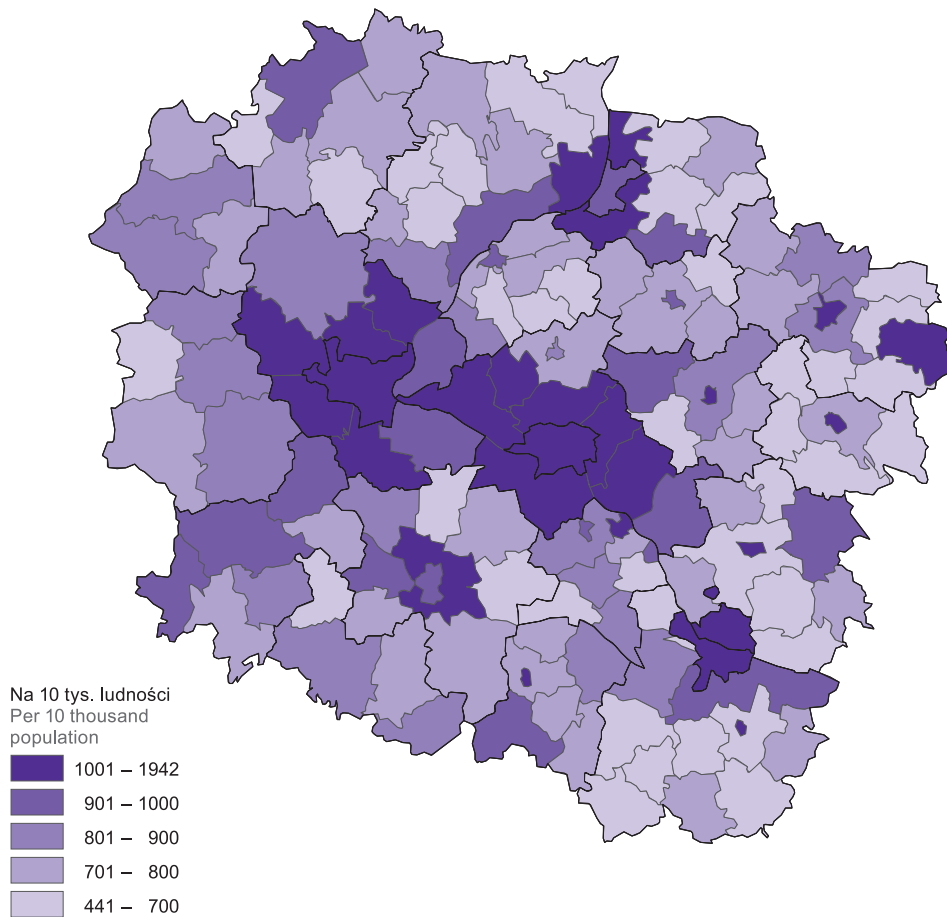 Na 10 tys. ludności
Per 10 thousand
population
1001 – 1942
901 – 1000
801 – 900
701 – 800
441 – 700